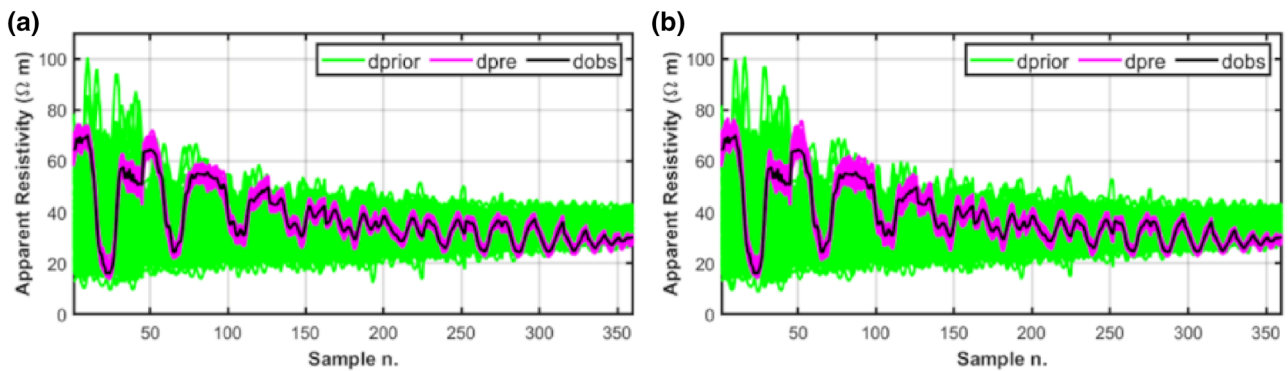 (a)
dprior dpre dobs
Apparent Resistivity (Ω m)
100
80
60
40
20
0
50 100 150 200 250 300 350
Sample n.
(b)
dprior dpre dobs
Apparent Resistivity (Ω m)
100
80
60
40
20
0
50 100 150 200 250 300 350
Sample n.